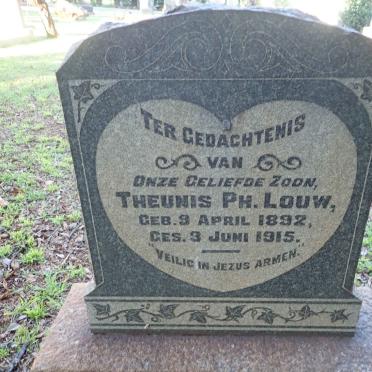 TER GEDACHTENIS
VAN
ONZE GELIEFDE ZOON,
THEUNIS PH. LOUW,
GEB. 9 APRIL 1892,
GES. 9 JUNI 1915.
"VEILIG IN JEZUS ARMEN."